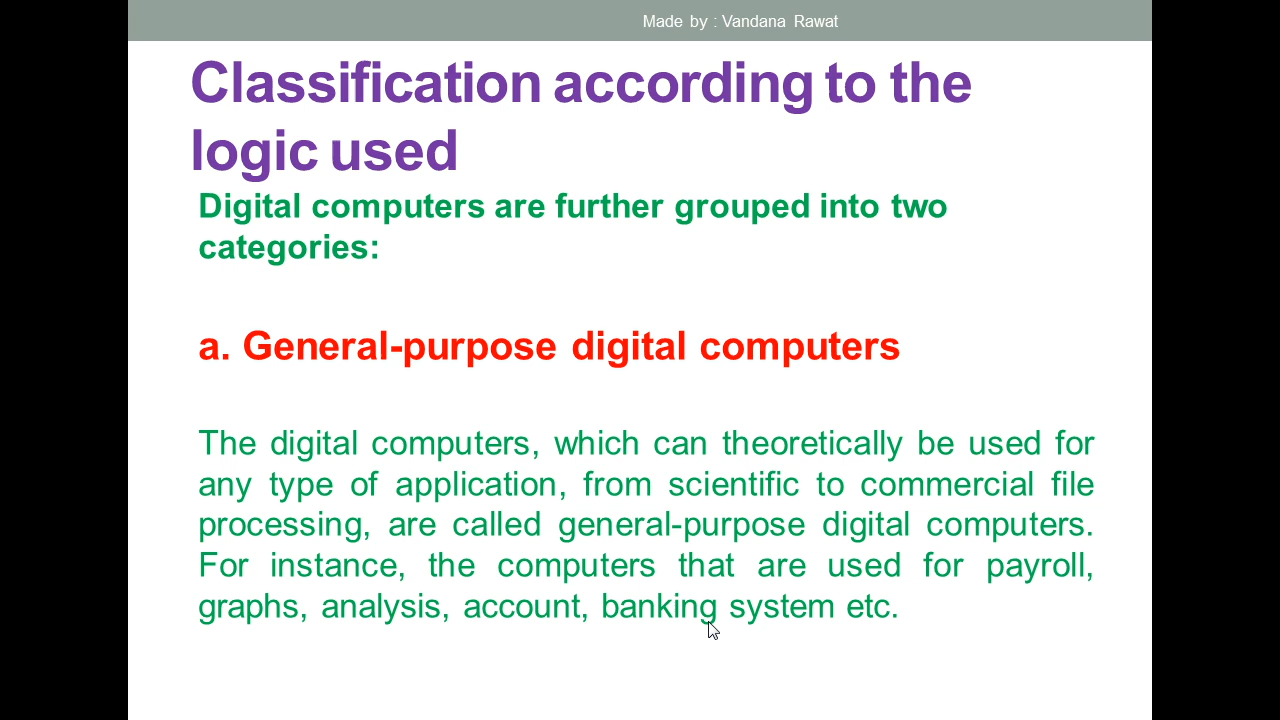 Made by : Vandana Rawat
Classification according to the
logic used
Digital computers are further grouped into two
categories:
a. General-purpose digital computers
The digital computers, which can theoretically be used for
any type of application, from scientific to commercial file
processing, are called general-purpose digital computers.
For instance, the computers that are used for payroll,
graphs, analysis, account, banking system etc.